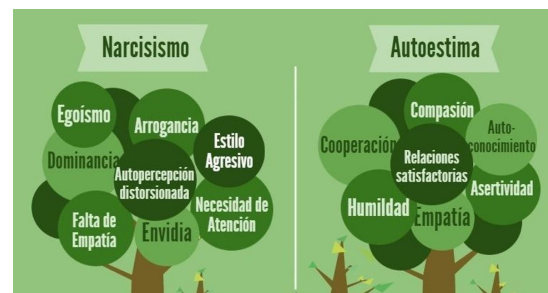 Narcisismo
Egoísmo
Arrogancia
Estilo
Agresivo
Dominancia
Autopercepción
distorsionada
Necesidad de
Atención
Falta de
Empatía
Envidia
Autoestima
Compasión
Cooperación
Auto-
conocimiento
Relaciones
satisfactorias
Asertividad
Humildad
Empatía